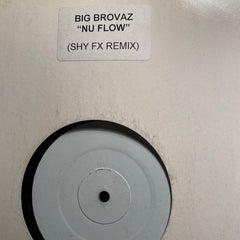 BIG BROVAZ
“NU FLOW”
(SHY FX REMIX)